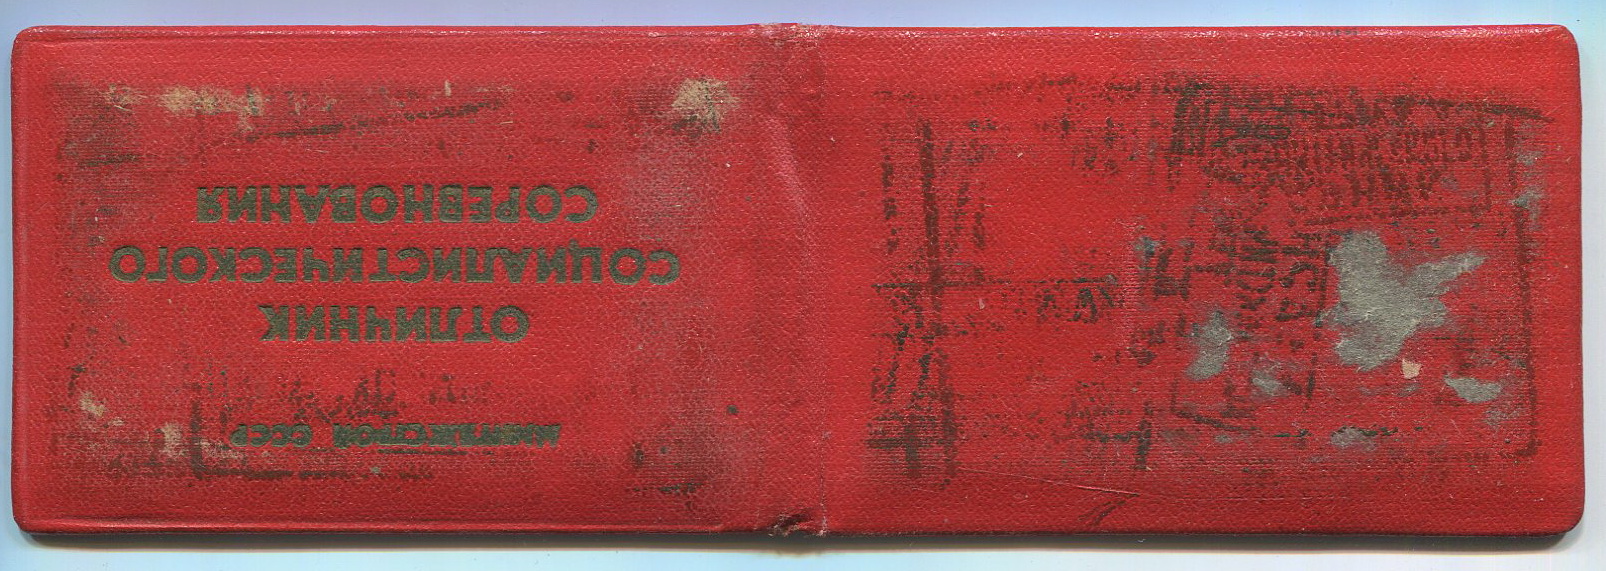 МИНТЯЖСТРОЙ СССР
ОТЛИЧНИК
СОЦИАЛИСТИЧЕСКОГО
СОРЕВНОВАНИЯ